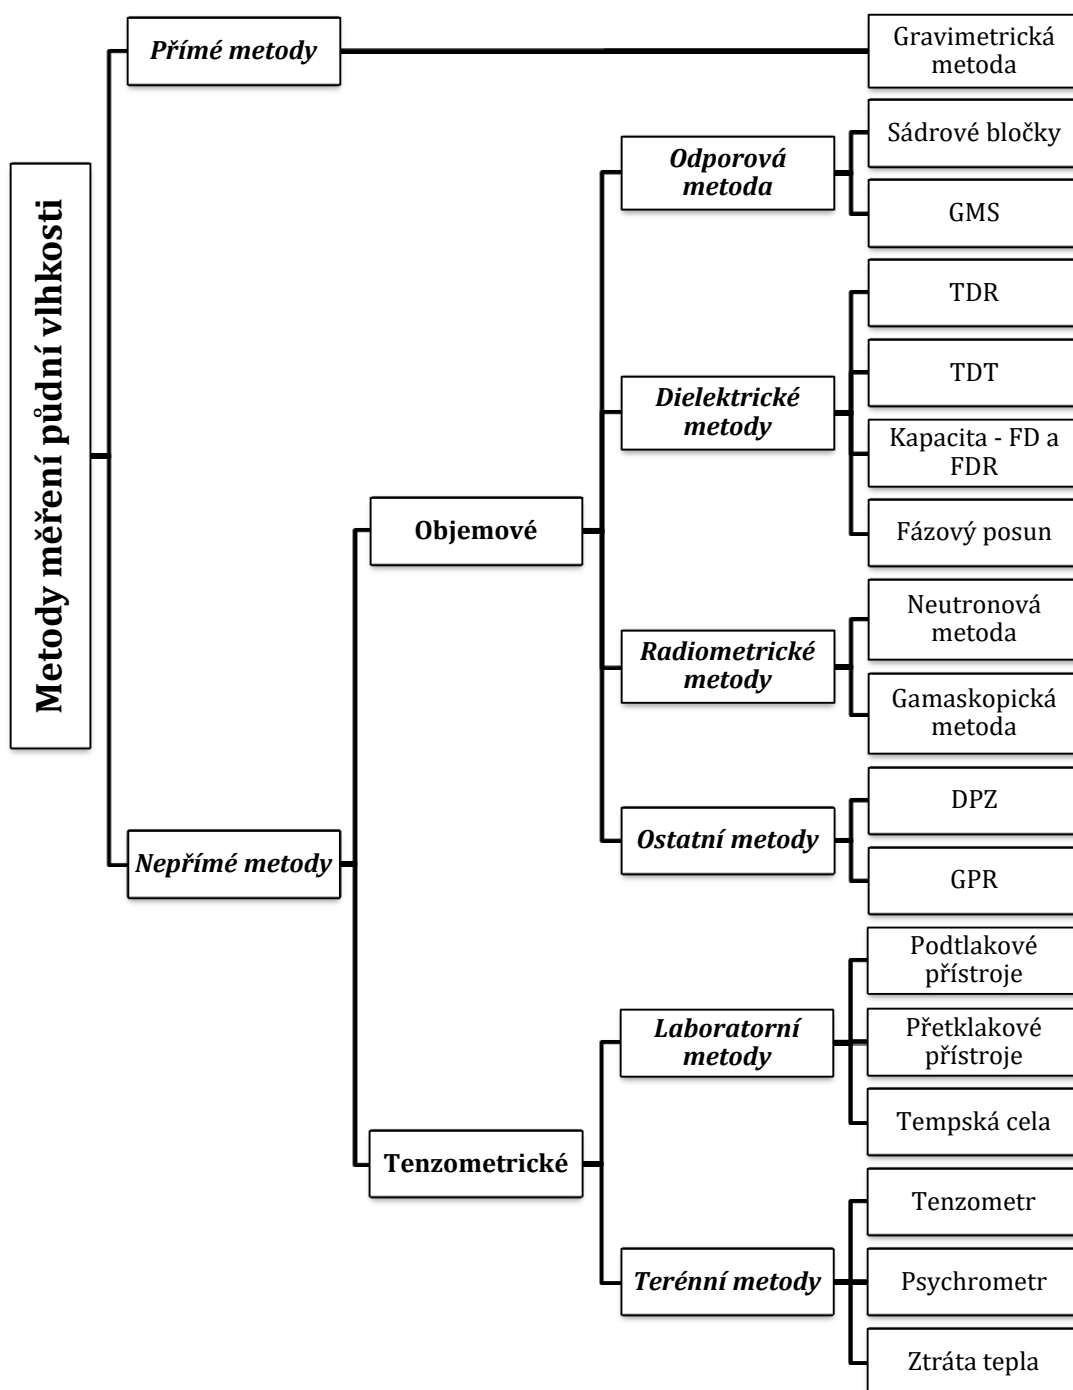 Metody měření půdní vlhkosti
Přímé metody
Gravimetrická
metoda
Nepřímé metody
Objemové
Odporová
metoda
Sádrové bločky
GMS
Dielektrické
metody
TDR
TDT
Kapacita - FD a
FDR
Fázový posun
Radiometrické
metody
Neutronová
metoda
Gamaskopická
metoda
Ostatní metody
DPZ
GPR
Tenzometrické
Laboratorní
metody
Podtlakové
přístroje
Přetklakové
přístroje
Tempská cela
Terénní metody
Tenzometr
Psychrometr
Ztráta tepla